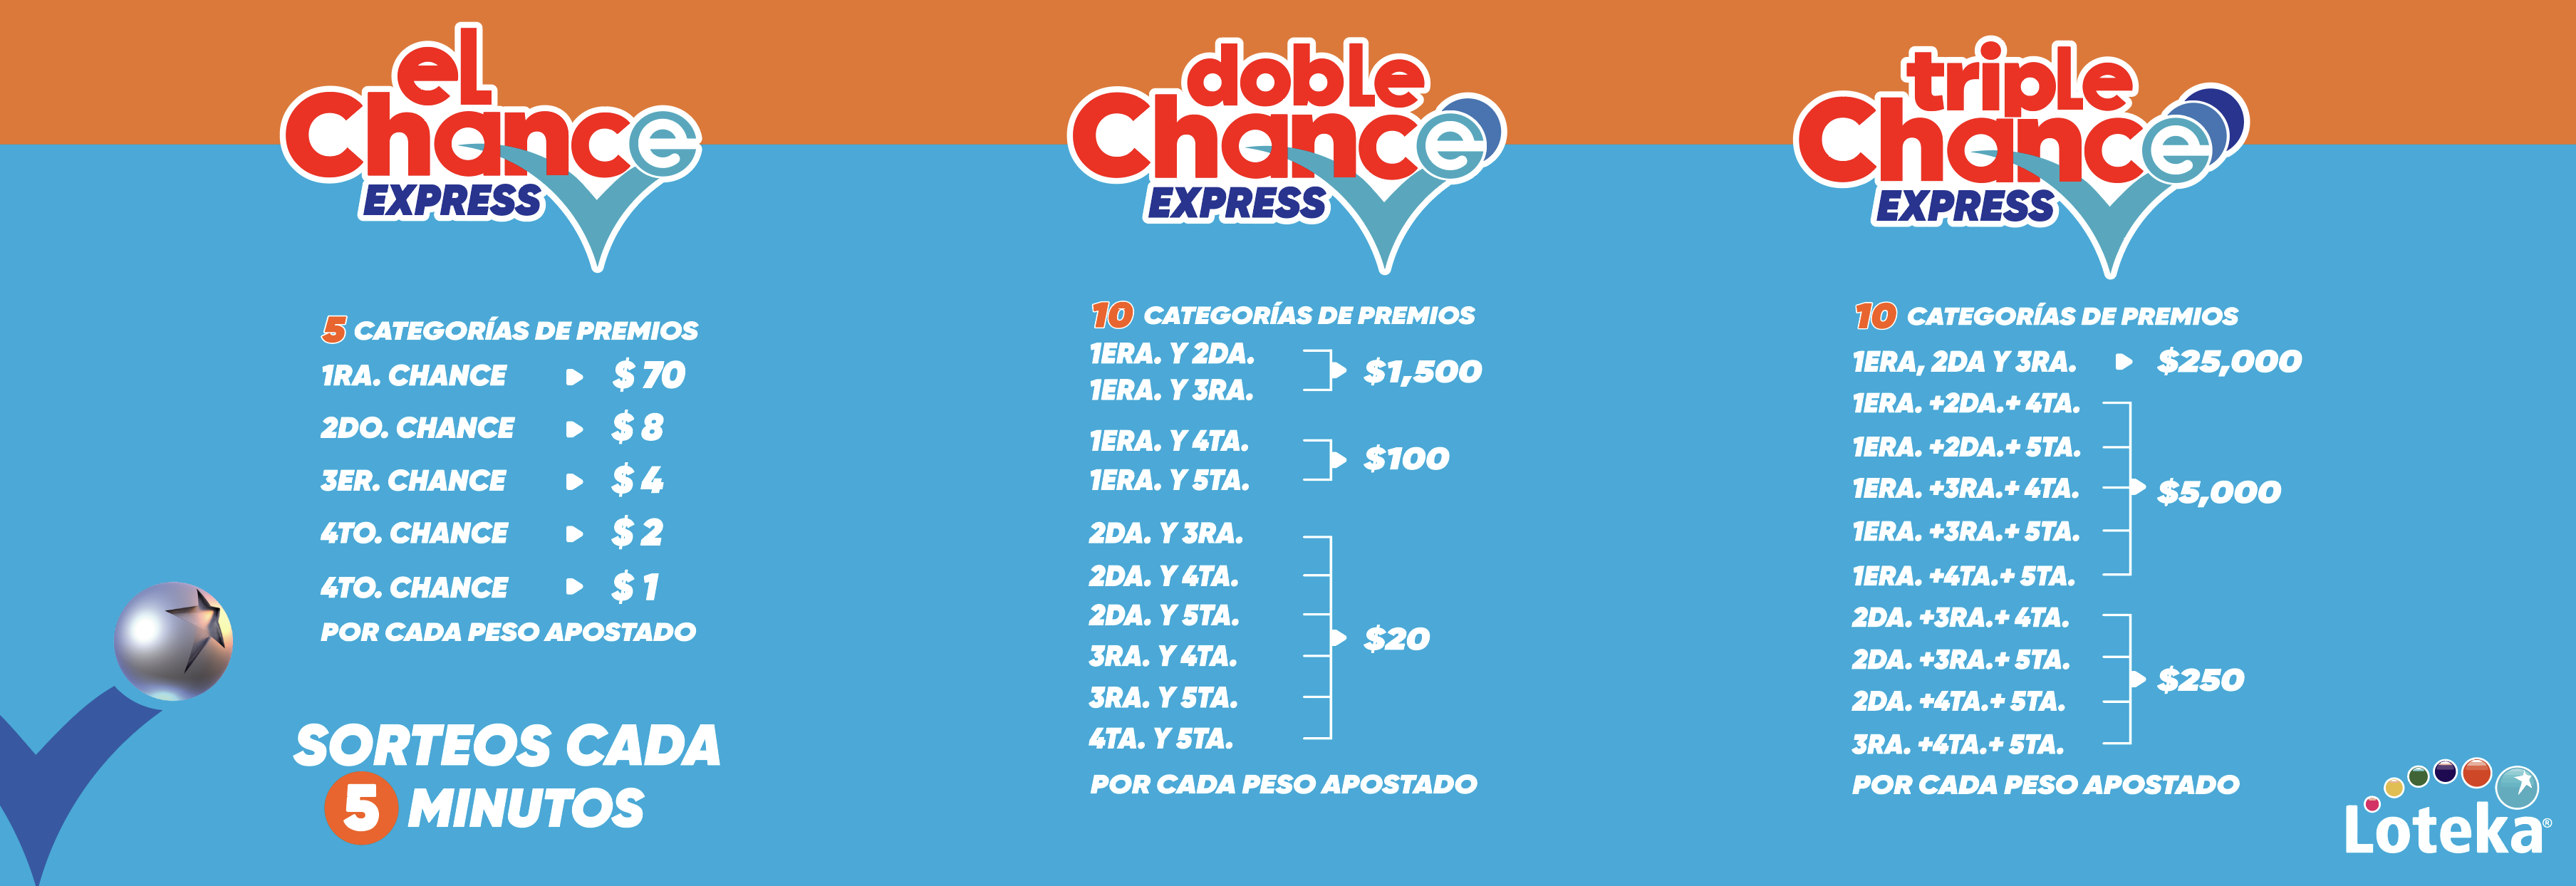 el
Chance
EXPRESS
5 CATEGORÍAS DE PREMIOS
1RA. CHANCE $ 70
2DO. CHANCE $ 8
3ER. CHANCE $ 4
4TO. CHANCE $ 2
4TO. CHANCE $ 1
POR CADA PESO APOSTADO
SORTEOS CADA
5 MINUTOS
doble
Chance
EXPRESS
10 CATEGORÍAS DE PREMIOS
1ERA. Y 2DA.
1ERA. Y 3RA.
$1,500
1ERA. Y 4TA.
1ERA. Y 5TA.
$100
2DA. Y 3RA.
2DA. Y 4TA.
2DA. Y 5TA.
3RA. Y 4TA.
3RA. Y 5TA.
4TA. Y 5TA.
$20
POR CADA PESO APOSTADO
triple
Chance
EXPRESS
10 CATEGORÍAS DE PREMIOS
1ERA, 2DA Y 3RA. $25,000
1ERA. +2DA.+ 4TA.
1ERA. +2DA.+ 5TA.
1ERA. +3RA.+ 4TA.
1ERA. +3RA.+ 5TA.
1ERA. +4TA.+ 5TA.
$5,000
2DA. +3RA.+ 4TA.
2DA. +3RA.+ 5TA.
2DA. +4TA.+ 5TA.
3RA. +4TA.+ 5TA.
$250
POR CADA PESO APOSTADO
Loteka®